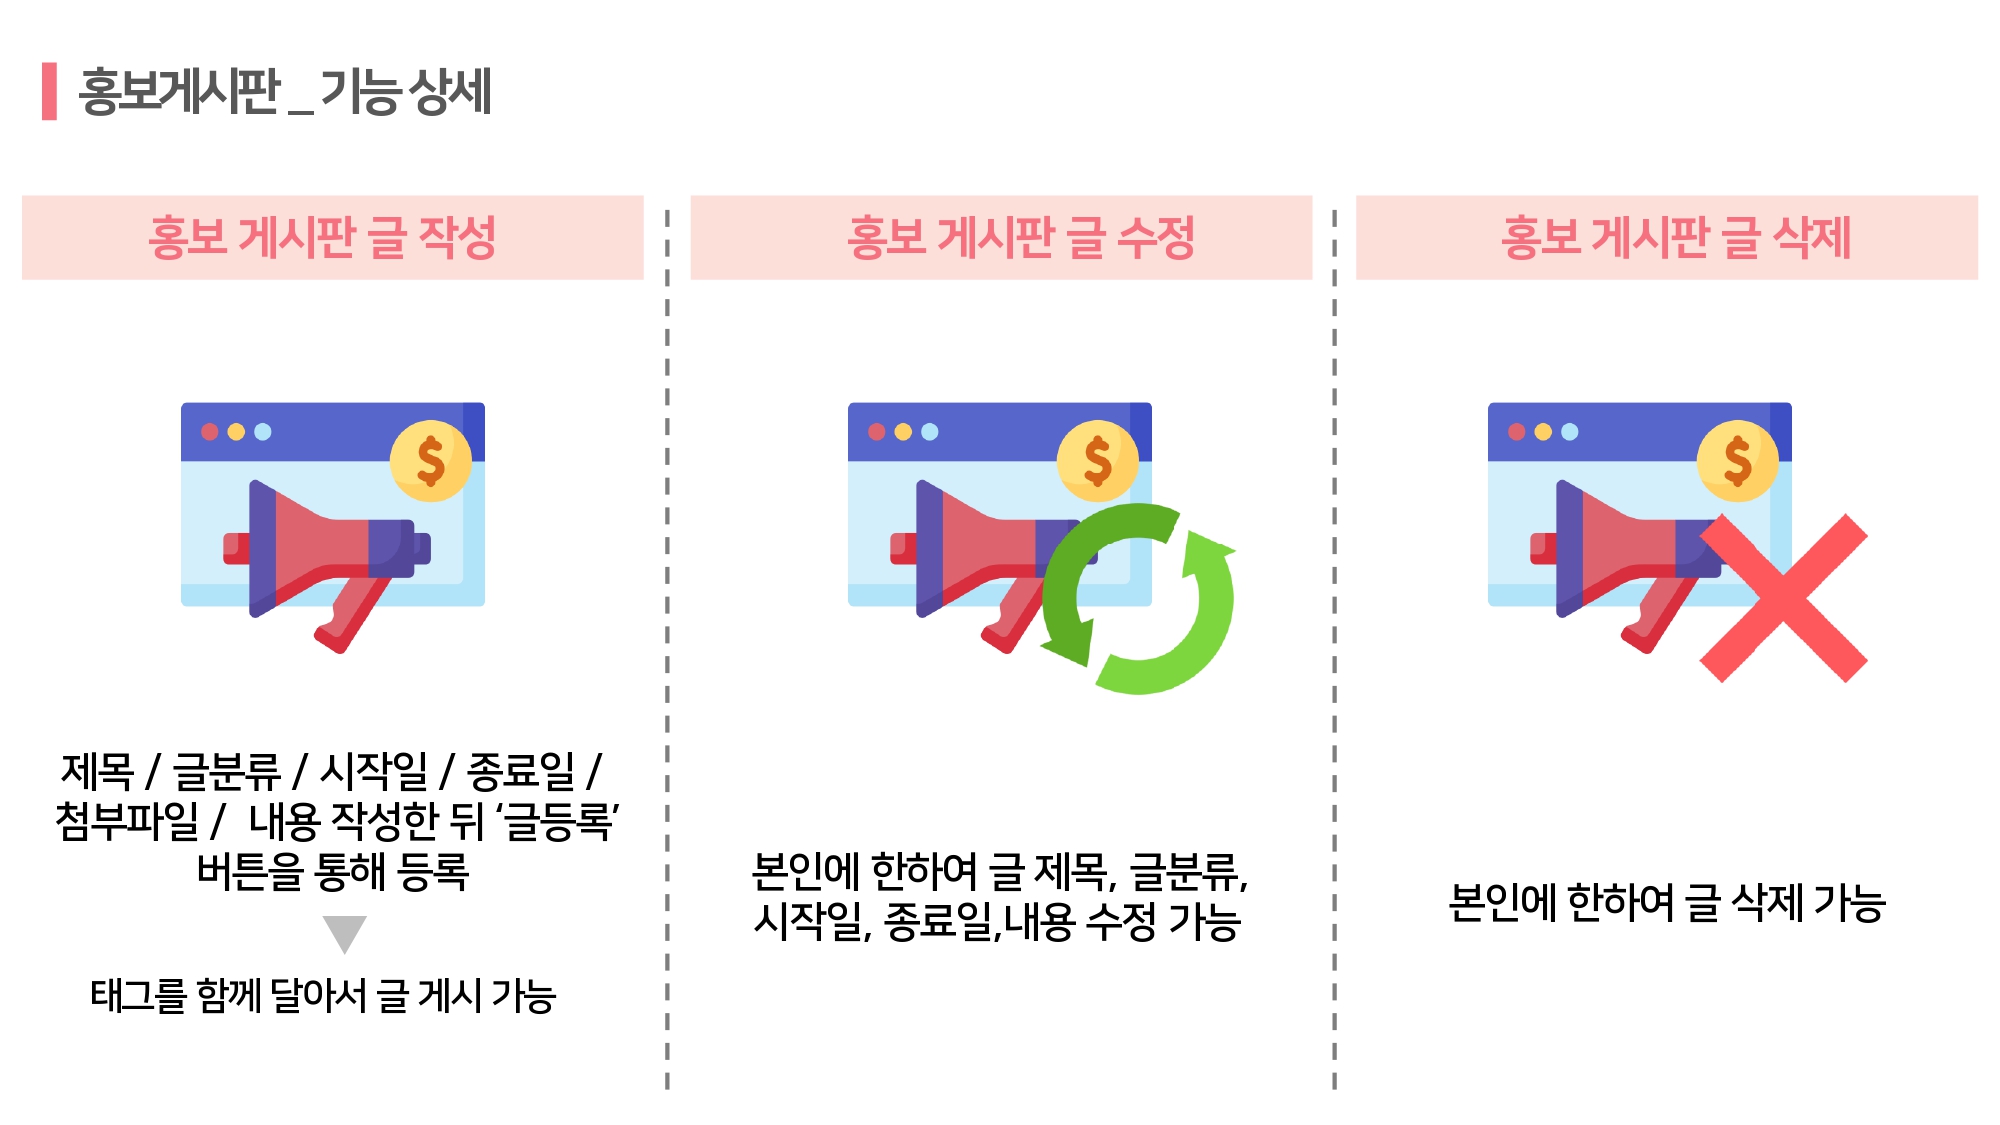 홍보게시판 _ 기능 상세
홍보 게시판 글 작성
제목 / 글분류 / 시작일 / 종료일 /
첨부파일 /  내용 작성한 뒤 ‘글등록’
버튼을 통해 등록
태그를 함께 달아서 글 게시 가능
홍보 게시판 글 수정
본인에 한하여 글 제목, 글분류,
시작일, 종료일,내용 수정 가능
홍보 게시판 글 삭제
본인에 한하여 글 삭제 가능